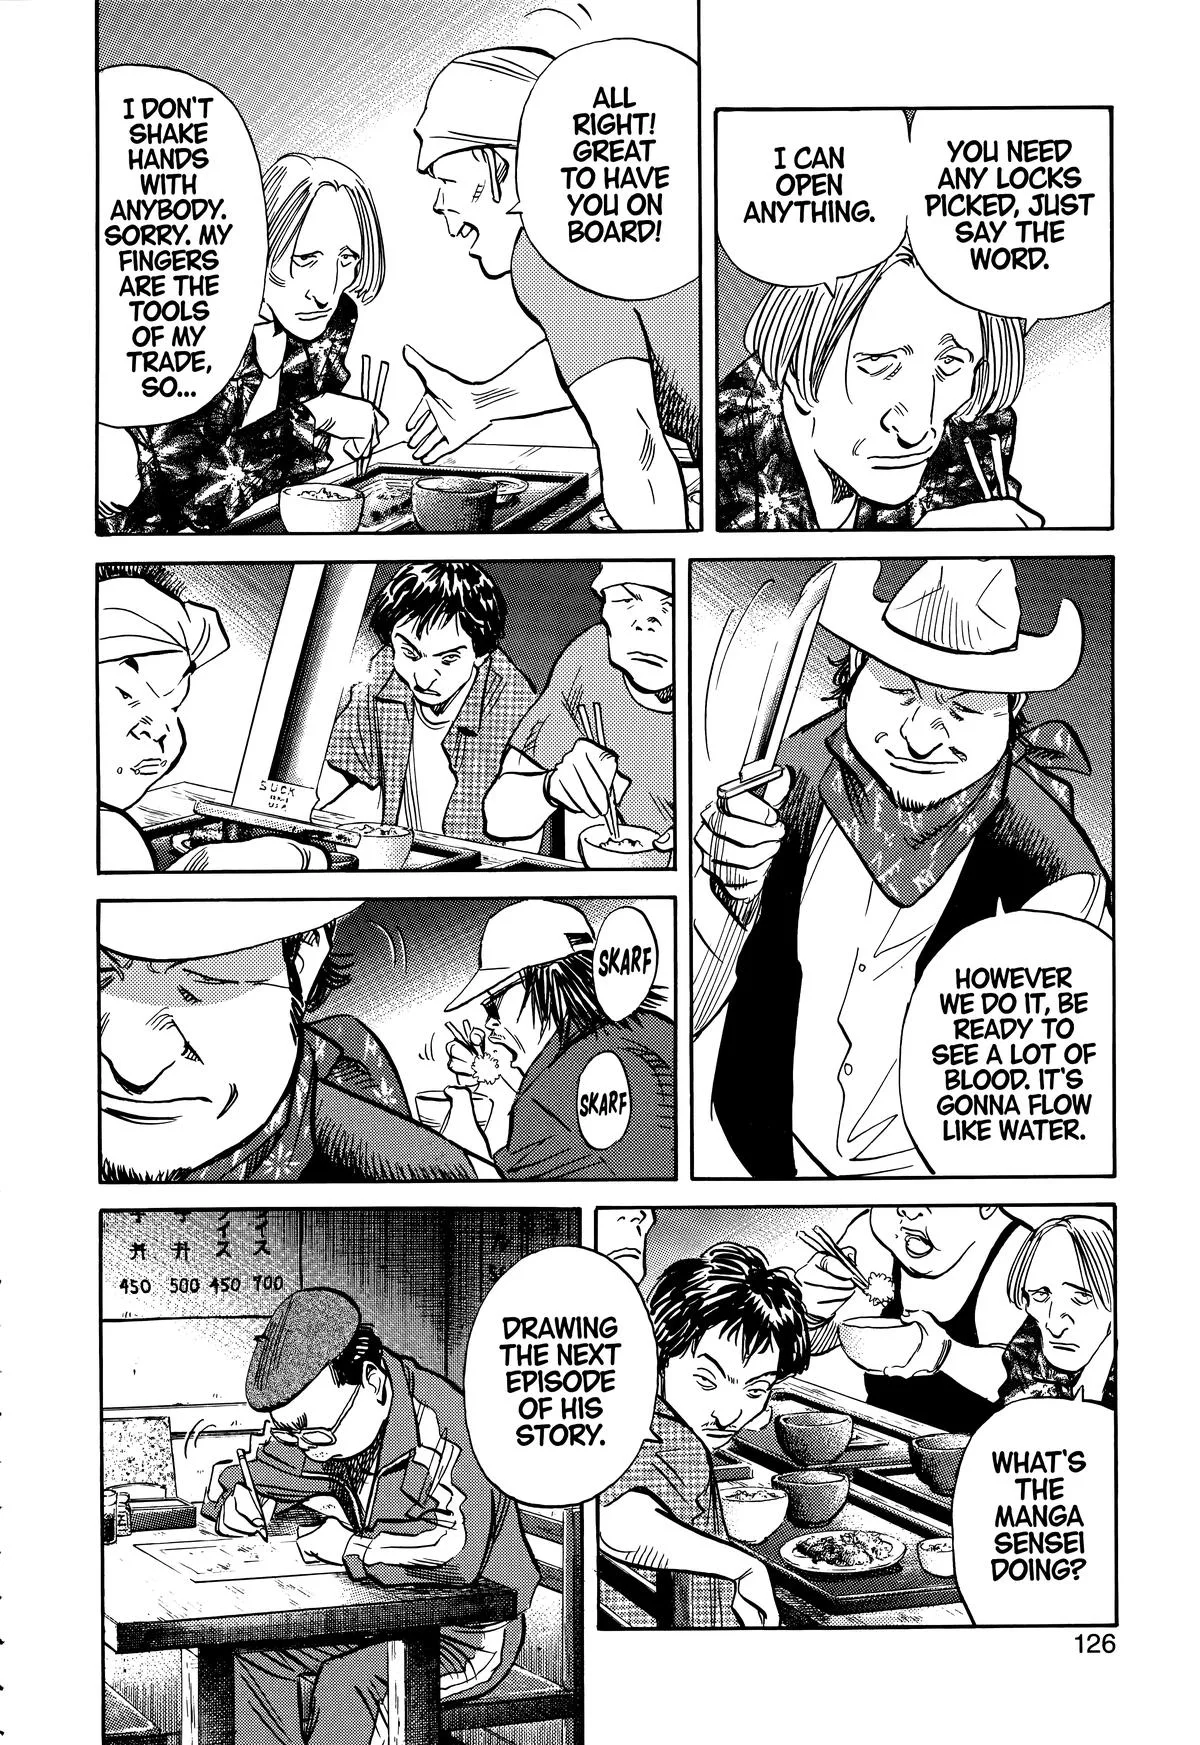 YOU NEED
ANY LOCKS
PICKED, JUST
SAY THE
WORD.
I CAN
OPEN
ANYTHING.
ALL
RIGHT!
GREAT
TO HAVE
YOU ON
BOARD!
I DON'T
SHAKE
HANDS
WITH
ANYBODY.
SORRY. MY
FINGERS
ARE THE
TOOLS
OF MY
TRADE,
SO...
HOWEVER
WE DO IT, BE
READY TO
SEE A LOT OF
BLOOD. IT'S
GONNA FLOW
LIKE WATER.
SUCK
USA
SKARF
SKARF
WHAT'S
THE
MANGA
SENSEI
DOING?
DRAWING
THE NEXT
EPISODE
OF HIS
STORY.
450 500 450 700
126